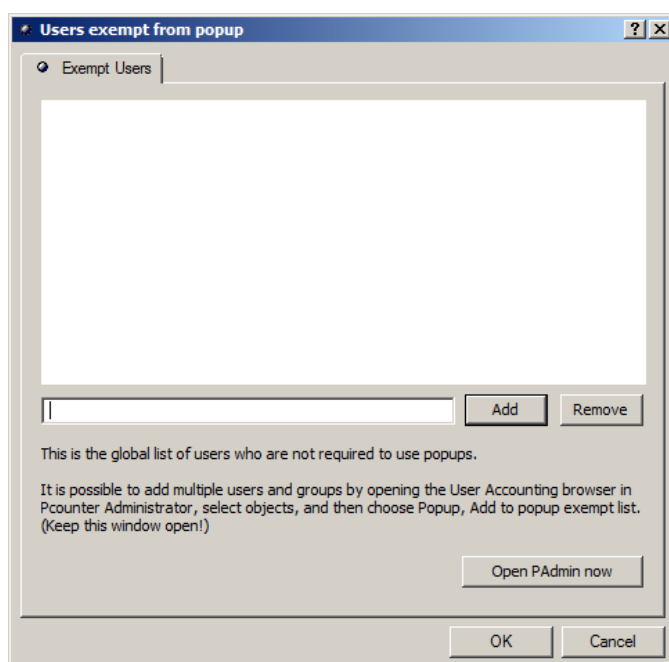 Users exempt from popup
Exempt Users
Add
Remove
This is the global list of users who are not required to use popups.
It is possible to add multiple users and groups by opening the User Accounting browser in
Pcounter Administrator, select objects, and then choose Popup, Add to popup exempt list.
(Keep this window open!)
Open PAdmin now
OK
Cancel